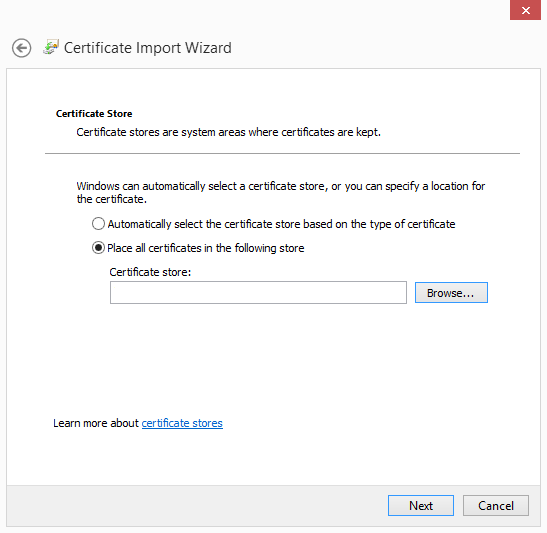 Certificate Import Wizard
Certificate Store
Certificate stores are system areas where certificates are kept.
Windows can automatically select a certificate store, or you can specify a location for
the certificate.
Automatically select the certificate store based on the type of certificate
Place all certificates in the following store
Certificate store:
Browse...
Learn more about certificate stores
Next
Cancel